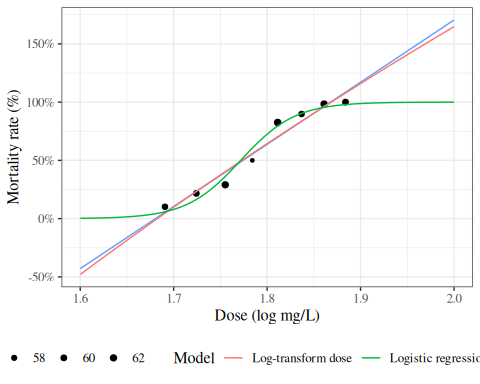 150%
100%
50%
0%
-50%
Mortality rate (%)
1.6 1.7 1.8 1.9 2.0
Dose (log mg/L)
58 60 62 Model Log-transform dose Logistic regressio